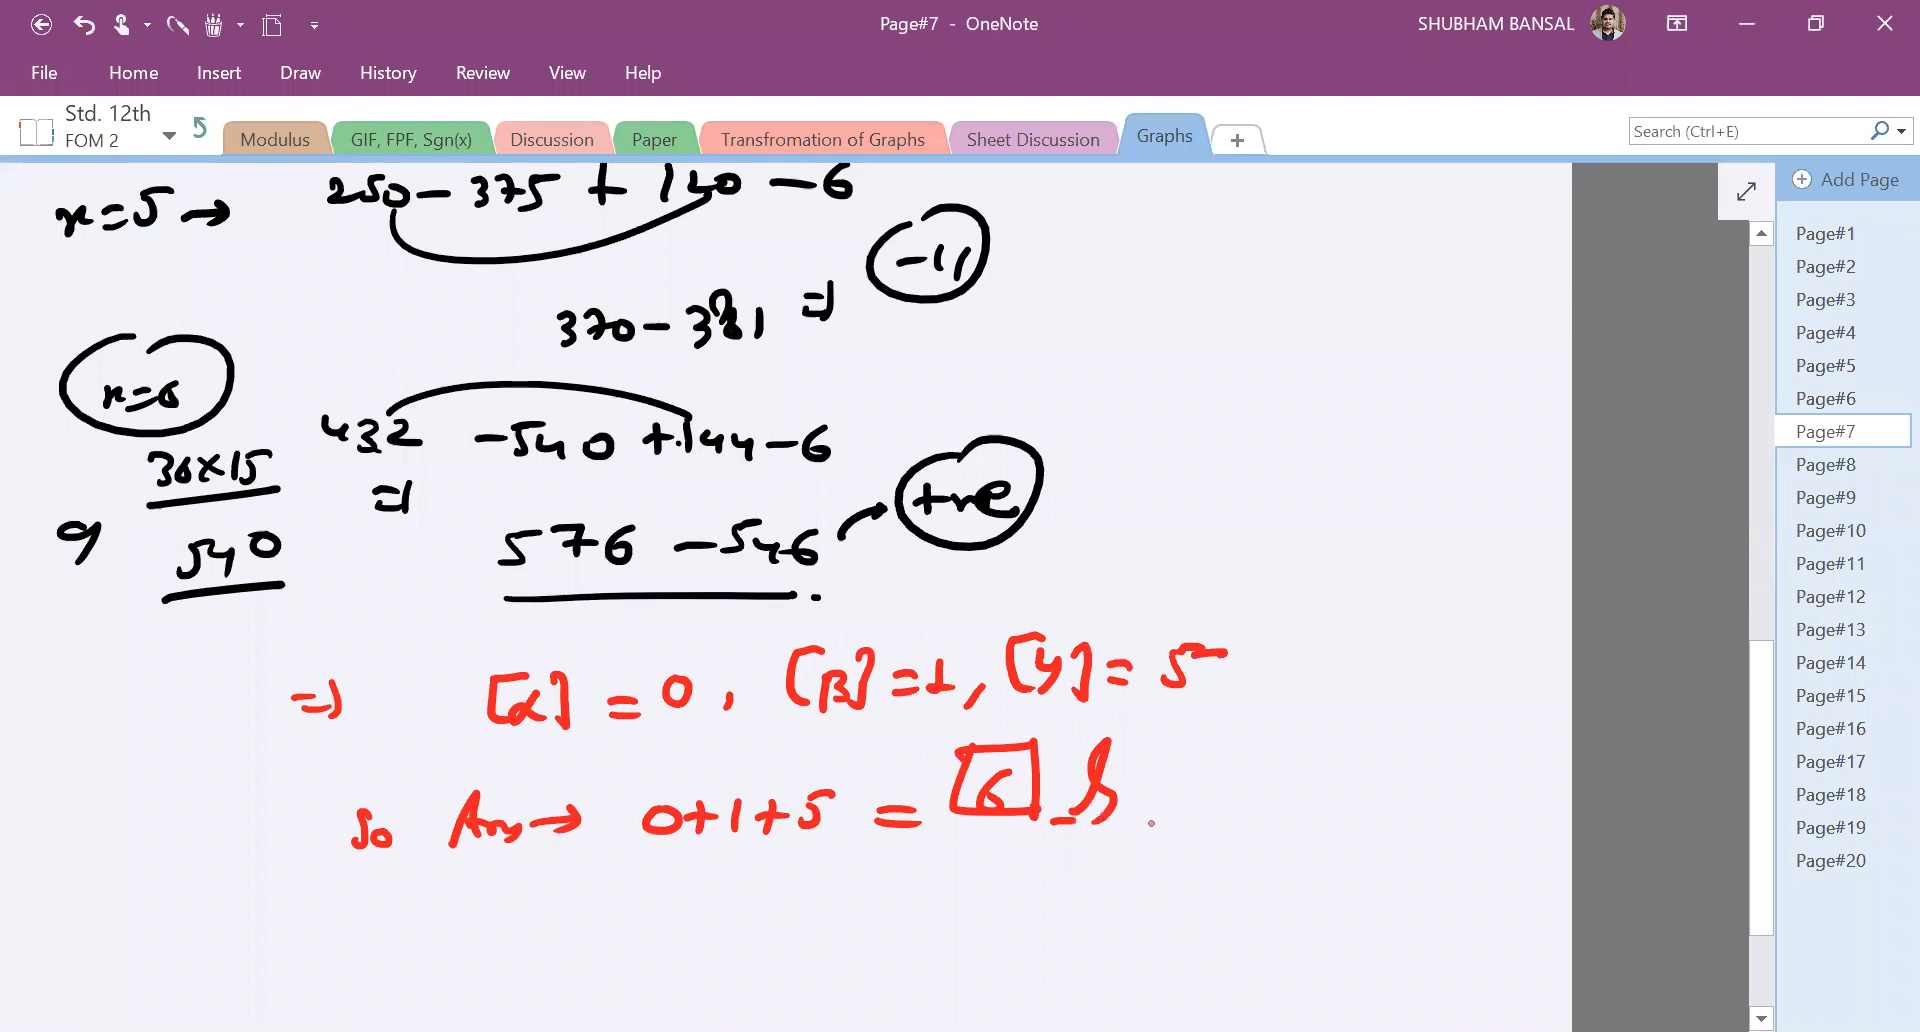 Page#7 - OneNote
SHUBHAM BANSAL
File Home Insert Draw History Review View Help
Std. 12th
FOM 2
Modulus GIF, FPF, Sgn(x) Discussion Paper Transfromation of Graphs Sheet Discussion Graphs +
Search (Ctrl+E)
x=5 → 250 - 375 + 140 - 6
370 - 381 ⇒ -11
x=6
432 - 540 + 144 - 6
36×15
540
⇒ 576 - 546 → +ve
⇒ [α] = 0, [β] = 1, [γ] = 5
So Ans → 0+1+5 = 6
Add Page
Page#1
Page#2
Page#3
Page#4
Page#5
Page#6
Page#7
Page#8
Page#9
Page#10
Page#11
Page#12
Page#13
Page#14
Page#15
Page#16
Page#17
Page#18
Page#19
Page#20